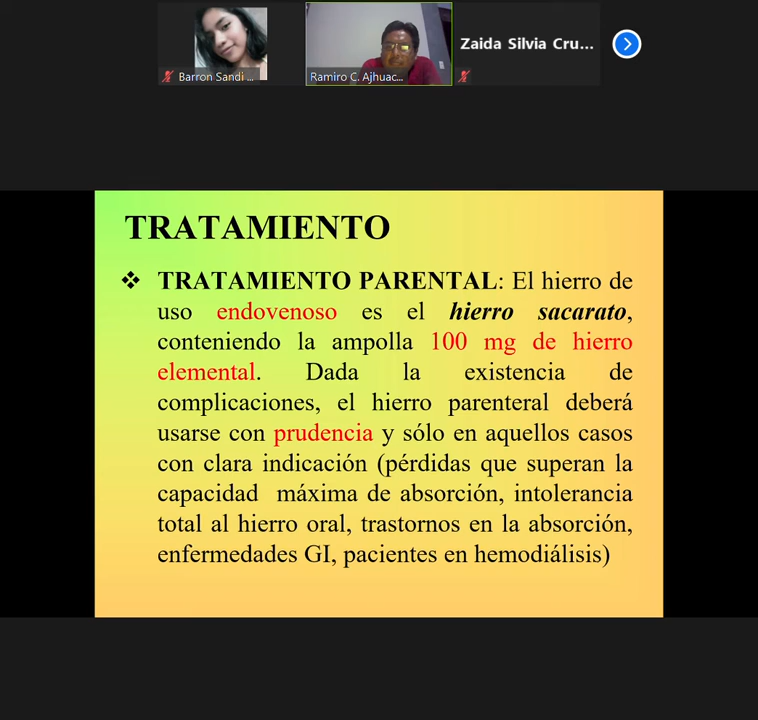 Barron Sandi ...
Ramiro C. Ajhuac...
Zaida Silvia Cru...
TRATAMIENTO
❖ TRATAMIENTO PARENTAL: El hierro de
uso endovenoso es el hierro sacarato,
conteniendo la ampolla 100 mg de hierro
elemental. Dada la existencia de
complicaciones, el hierro parenteral deberá
usarse con prudencia y sólo en aquellos casos
con clara indicación (pérdidas que superan la
capacidad máxima de absorción, intolerancia
total al hierro oral, trastornos en la absorción,
enfermedades GI, pacientes en hemodiálisis)